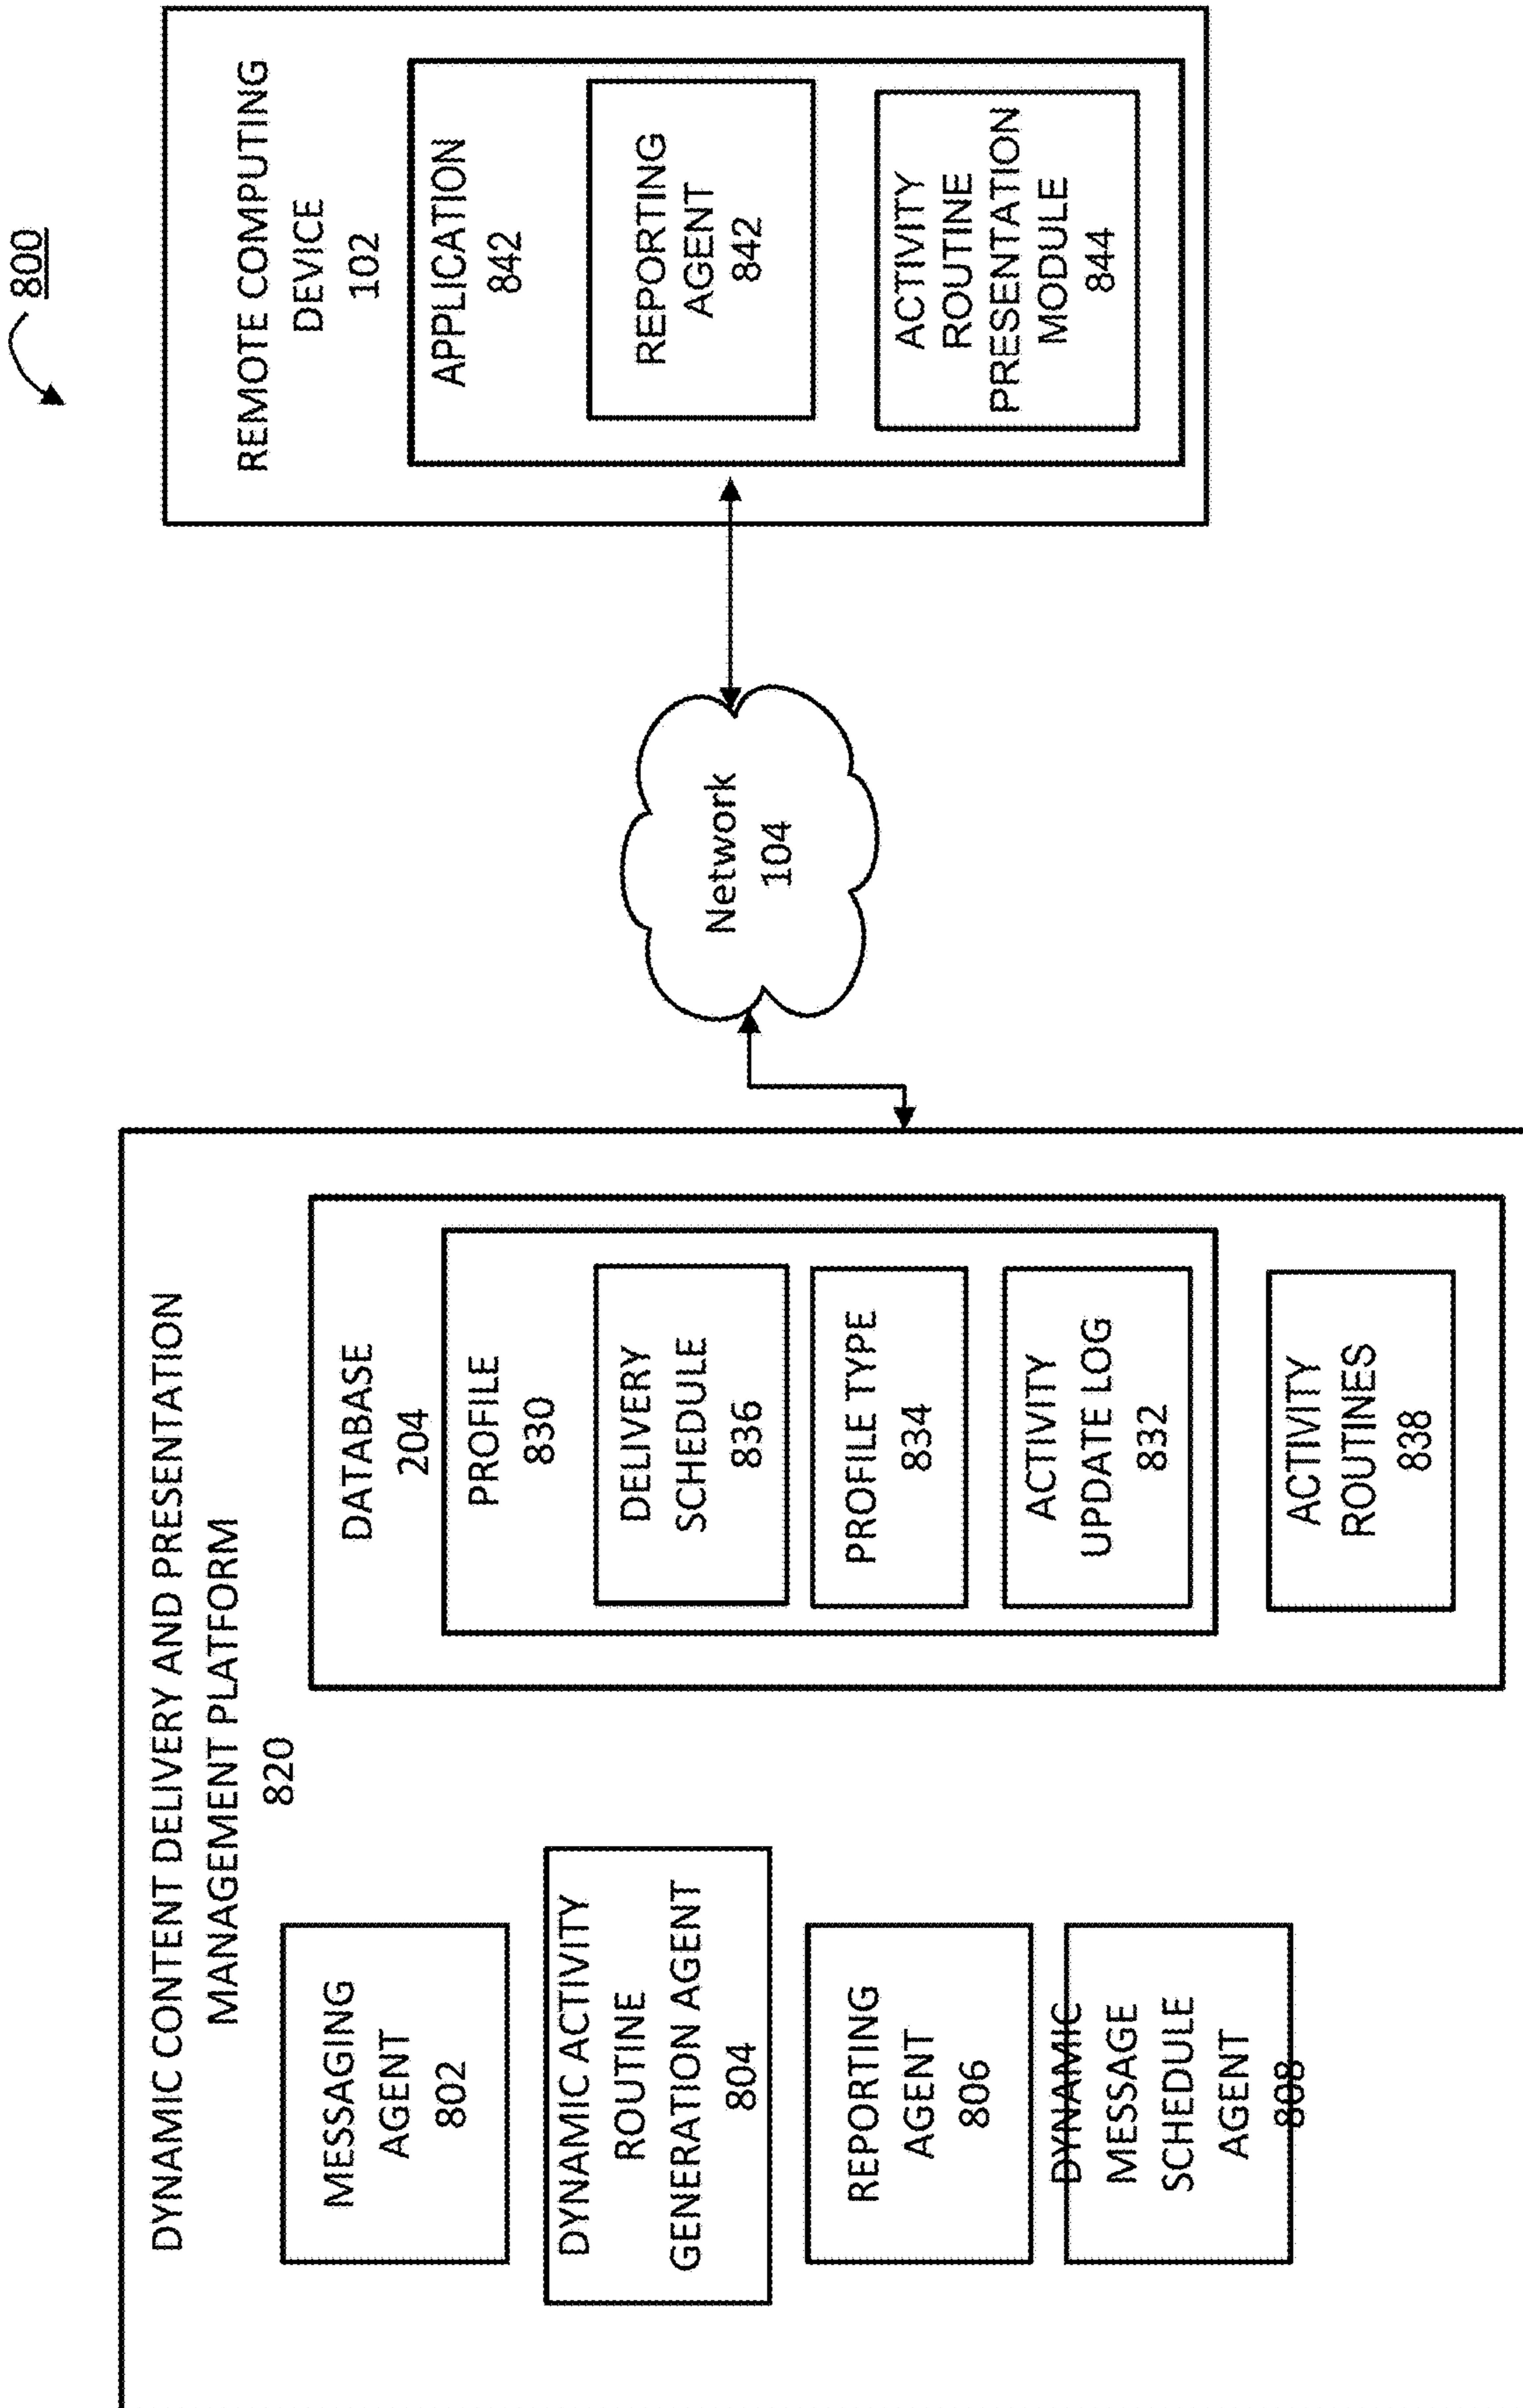 800
DYNAMIC CONTENT DELIVERY AND PRESENTATION
MANAGEMENT PLATFORM
820
MESSAGING
AGENT
802
DYNAMIC ACTIVITY
ROUTINE
GENERATION AGENT
804
REPORTING
AGENT
806
DYNAMIC
MESSAGE
SCHEDULE
AGENT
808
DATABASE
204
PROFILE
830
DELIVERY
SCHEDULE
836
PROFILE TYPE
834
ACTIVITY
UPDATE LOG
832
ACTIVITY
ROUTINES
838
Network
104
REMOTE COMPUTING
DEVICE
102
APPLICATION
842
REPORTING
AGENT
842
ACTIVITY
ROUTINE
PRESENTATION
MODULE
844